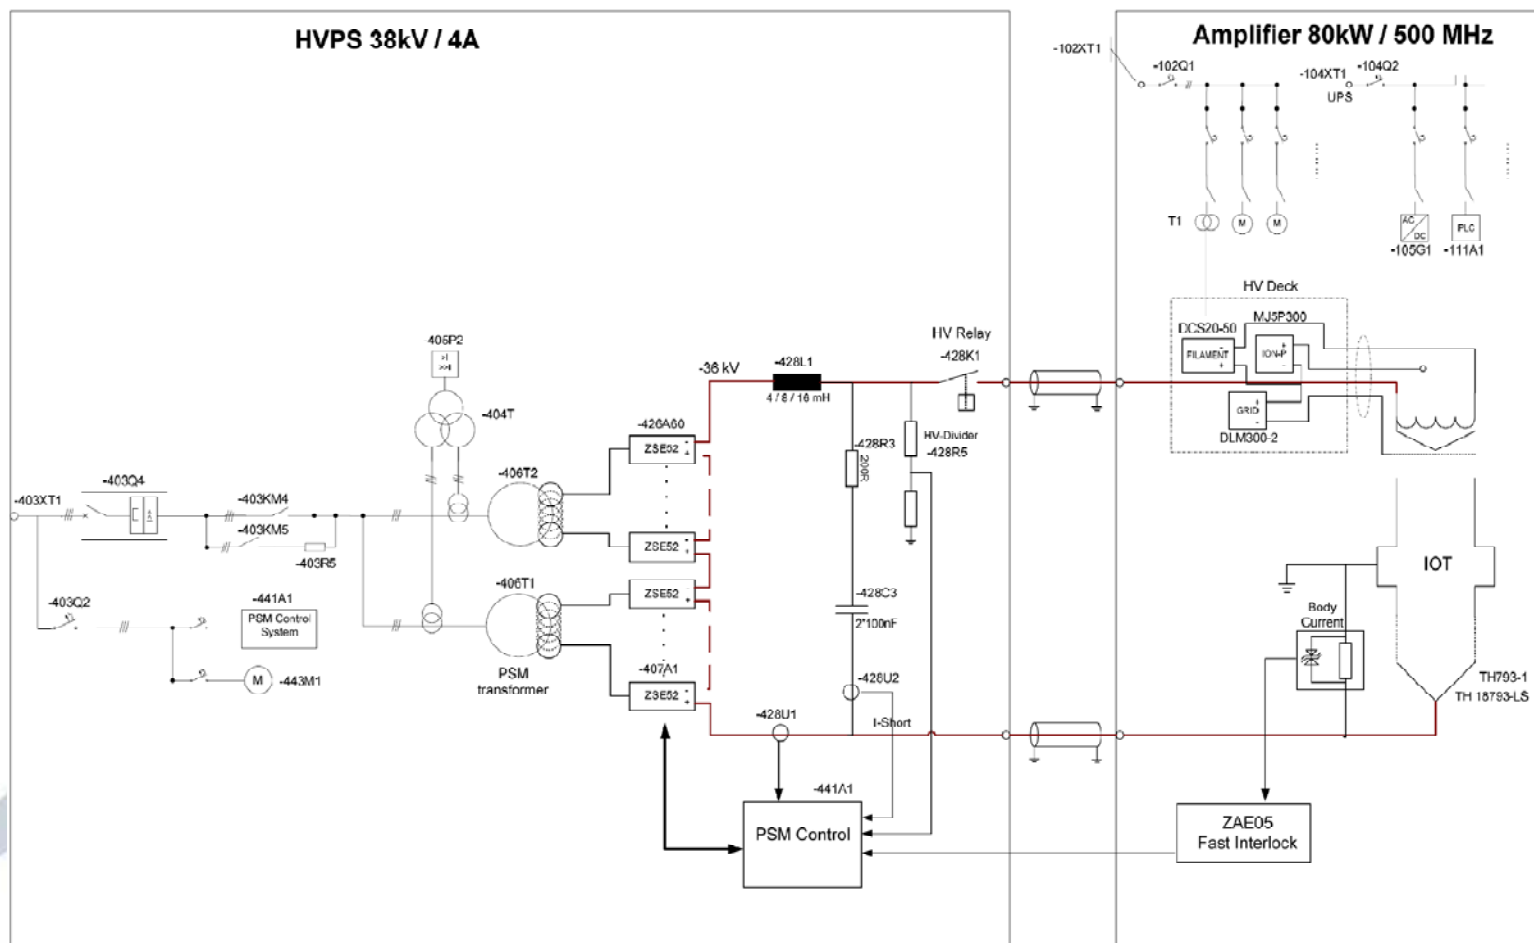 HVPS 38kV / 4A
Amplifier 80kW / 500 MHz
-102XT1
-102Q1
-104XT1
-104Q2
UPS
T1
M
M
AC
DC
PLC
-105G1
-111A1
HV Deck
DCS20-50
MJ5P300
FILAMENT
-
+
ION-P
+
-
GRID
+
-
DLM300-2
405P2
-404T
-36 kV
-428L1
4 / 8 / 16 mH
HV Relay
-428K1
-426A60
ZSE52
-
+
-428R3
200R
HV-Divider
-428R5
-403XT1
-403Q4
-403KM4
-403KM5
-403R5
-406T2
ZSE52
-
+
-406T1
ZSE52
-
+
-428C3
2*100nF
-403Q2
-441A1
PSM Control
System
M
-443M1
PSM
transformer
-407A1
ZSE52
-
+
-428U2
-428U1
I-Short
IOT
Body
Current
TH793-1
TH 18793-LS
-441A1
PSM Control
ZAE05
Fast Interlock